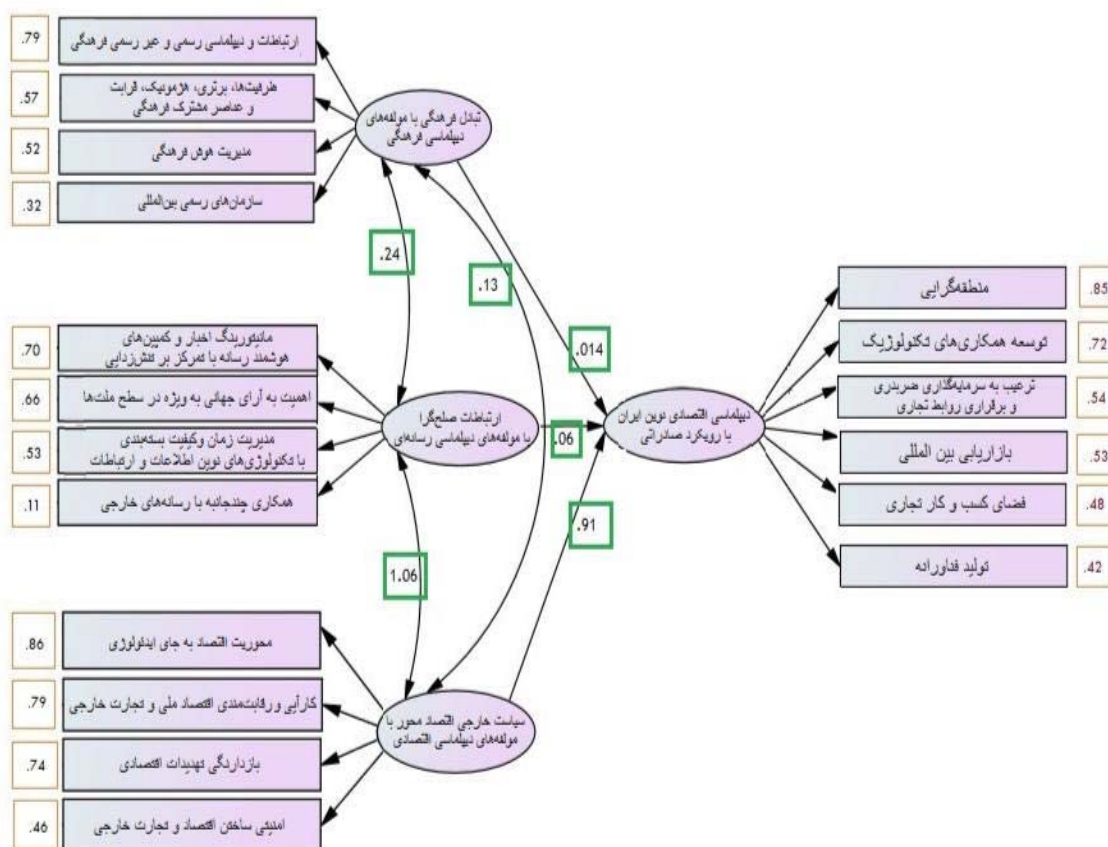 .79
ارتباطات و دیپلماسی رسمی و غیر رسمی فرهنگی
.57
ظرفیت‌ها، برتری، هژمونیک، قرابت
و عناصر مشترک فرهنگی
.52
مدیریت هوش فرهنگی
.32
سازمان‌های رسمی بین‌المللی
تبادل فرهنگی با مولفه‌های
دیپلماسی فرهنگی
.24
.13
.014
.70
مانیتورینگ اخبار و کمپین‌های
هوشمند رسانه با تمرکز بر تنش‌زدایی
.66
اهمیت به آرای جهانی به ویژه در سطح ملت‌ها
.53
مدیریت زمان وکیفیت بسته‌بندی
با تکنولوژی‌های نوین اطلاعات و ارتباطات
.11
همکاری چندجانبه با رسانه‌های خارجی
ارتباطات صلح‌گرا
با مولفه‌های دیپلماسی رسانه‌ای
.06
.91
1.06
دیپلماسی اقتصادی نوین ایران
با رویکرد صادراتی
منطقه‌گرایی
.85
توسعه همکاری‌های تکنولوژیک
.72
ترغیب به سرمایه‌گذاری ضربدری
و برقراری روابط تجاری
.54
بازاریابی بین المللی
.53
فضای کسب و کار تجاری
.48
تولید فناورانه
.42
.86
محوریت اقتصاد به جای ایدئولوژی
.79
کارآیی و رقابت‌مندی اقتصاد ملی و تجارت خارجی
.74
بازدارندگی تهدیدات اقتصادی
.46
امنیتی ساختن اقتصاد و تجارت خارجی
سیاست خارجی اقتصاد محور با
مولفه‌های دیپلماسی اقتصادی